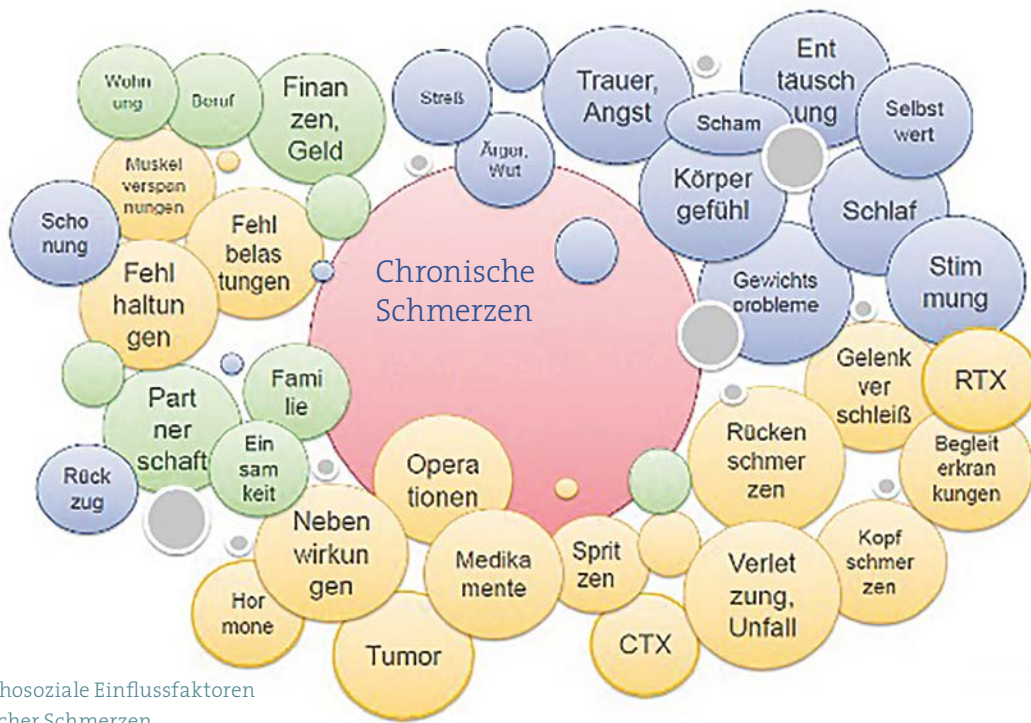 Wohn
ung
Beruf
Finan
zen,
Geld
Streß
Ärger,
Wut
Trauer,
Angst
Ent
täusch
ung
Scham
Selbst
wert
Körper
gefühl
Schlaf
Stim
mung
Gewichts
probleme
Muskel
verspan
nungen
Scho
nung
Fehl
belas
tungen
Fehl
haltun
gen
Chronische
Schmerzen
Part
ner
schaft
Fami
lie
Ein
sam
keit
Rück
zug
Opera
tionen
Neben
wirkun
gen
Hor
mone
Tumor
Medika
mente
Sprit
zen
CTX
Rücken
schmer
zen
Gelenk
ver
schleiß
RTX
Begleit
erkran
kungen
Kopf
schmer
zen
Verlet
zung,
Unfall
hosoziale Einflussfaktoren
cher Schmerzen